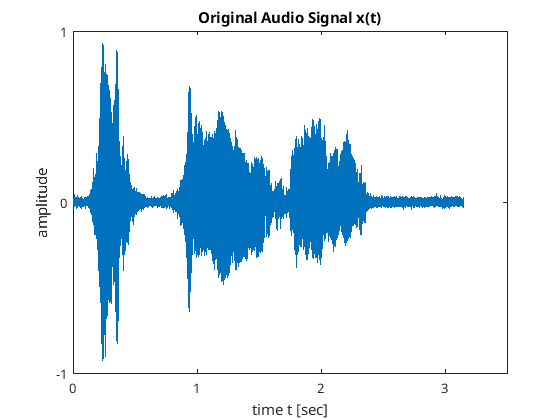 Original Audio Signal x(t)
1
0
-1
amplitude
0 1 2 3
time t [sec]